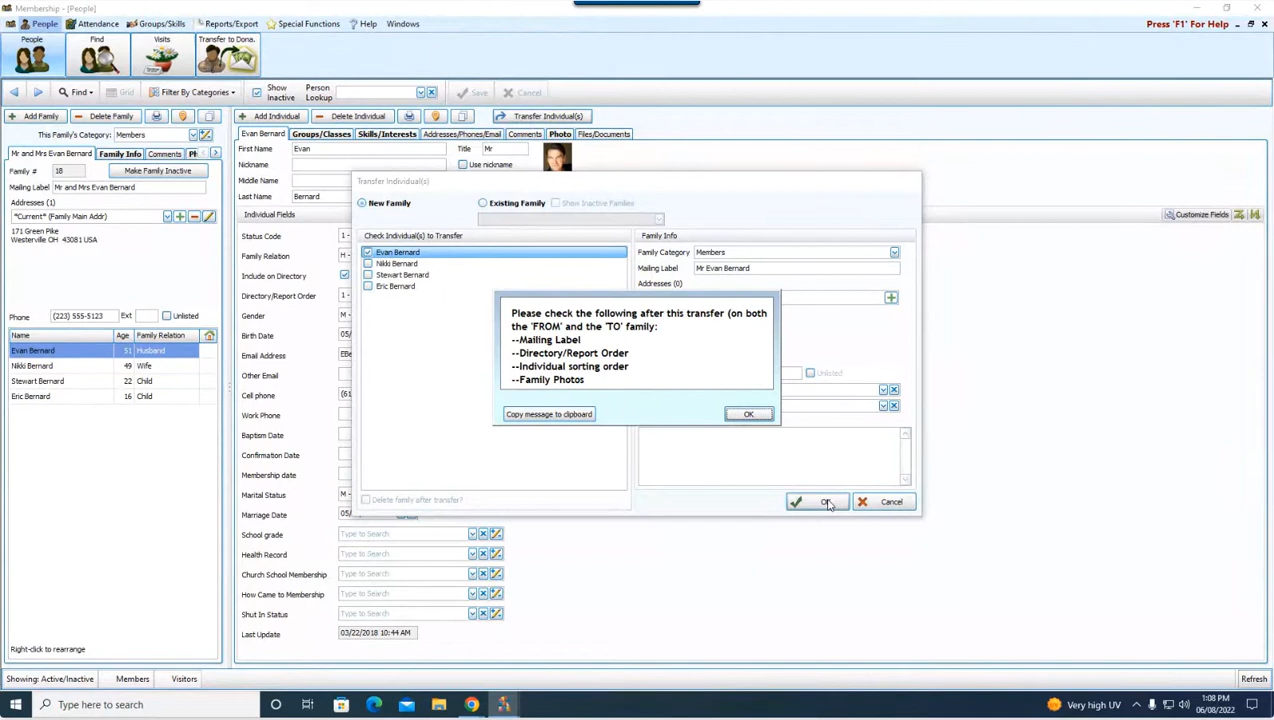 Membership - [People]
People Attendance Groups/Skills Reports/Export Special Functions Help Windows
Press 'F1' For Help
People Find Visits Transfer to Dona.
Find Grid Filter By Categories Show Inactive Person Lookup Save Cancel
Add Family Delete Family Add Individual Delete Individual Transfer Individual(s)
This Family's Category: Members
Evan Bernard Groups/Classes Skills/Interests Addresses/Phones/Email Comments Photo Files/Documents
Mr and Mrs Evan Bernard Family Info Comments
Family # 18 Make Family Inactive
Mailing Label Mr and Mrs Evan Bernard
Addresses (1)
*Current* (Family Main Addr)
171 Green Pike
Westerville OH 43081 USA
Phone (223) 555-5123 Ext Unlisted
Name Age Family Relation
Evan Bernard 51 Husband
Nikki Bernard 49 Wife
Stewart Bernard 22 Child
Eric Bernard 16 Child
Right-click to rearrange
First Name Evan Title Mr
Nickname Use nickname
Middle Name
Last Name Bernard
Individual Fields Customize Fields
Status Code 1 -
Family Relation H -
Include on Directory
Directory/Report Order 1 -
Gender M -
Birth Date 05/
Email Address EBe
Other Email
Cell phone (61
Work Phone
Baptism Date
Confirmation Date
Membership date
Marital Status M -
Marriage Date 05/
School grade Type to Search
Health Record Type to Search
Church School Membership Type to Search
How Came to Membership Type to Search
Shut In Status Type to Search
Last Update 03/22/2018 10:44 AM
Transfer Individual(s)
New Family Existing Family Show Inactive Families
Check Individual(s) to Transfer
Evan Bernard
Nikki Bernard
Stewart Bernard
Eric Bernard
Delete family after transfer?
Family Info
Family Category Members
Mailing Label Mr Evan Bernard
Addresses (0)
Unlisted
OK Cancel
Please check the following after this transfer (on both
the 'FROM' and the 'TO' family:
--Mailing Label
--Directory/Report Order
--Individual sorting order
--Family Photos
Copy message to clipboard OK
Showing: Active/Inactive Members Visitors Refresh
Type here to search
Very high UV
1:08 PM
06/08/2022